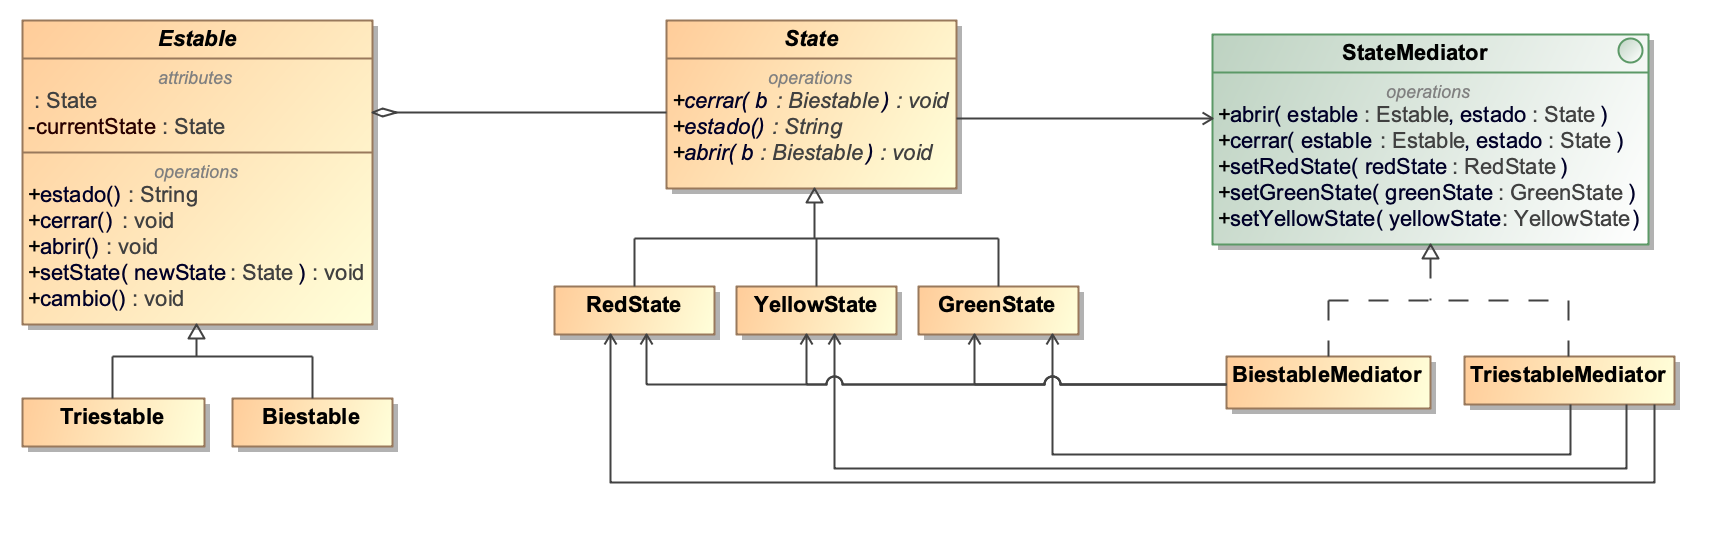 Estable
attributes
: State
-currentState : State
operations
+estado() : String
+cerrar() : void
+abrir() : void
+setState( newState : State ) : void
+cambio() : void
Triestable
Biestable
State
operations
+cerrar( b : Biestable ) : void
+estado() : String
+abrir( b : Biestable ) : void
RedState
YellowState
GreenState
StateMediator
operations
+abrir( estable : Estable, estado : State )
+cerrar( estable : Estable, estado : State )
+setRedState( redState : RedState )
+setGreenState( greenState : GreenState )
+setYellowState( yellowState: YellowState)
BiestableMediator
TriestableMediator